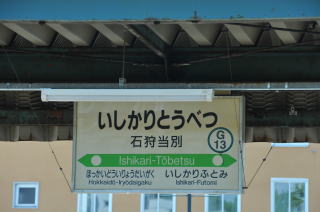 いしかりとうべつ
石狩当別
G
13
Ishikari-Tōbetsu
ほっかいどういりょうだいがく いしかりふとみ
Hokkaidō-Iryōdaigaku Ishikari-Futomi